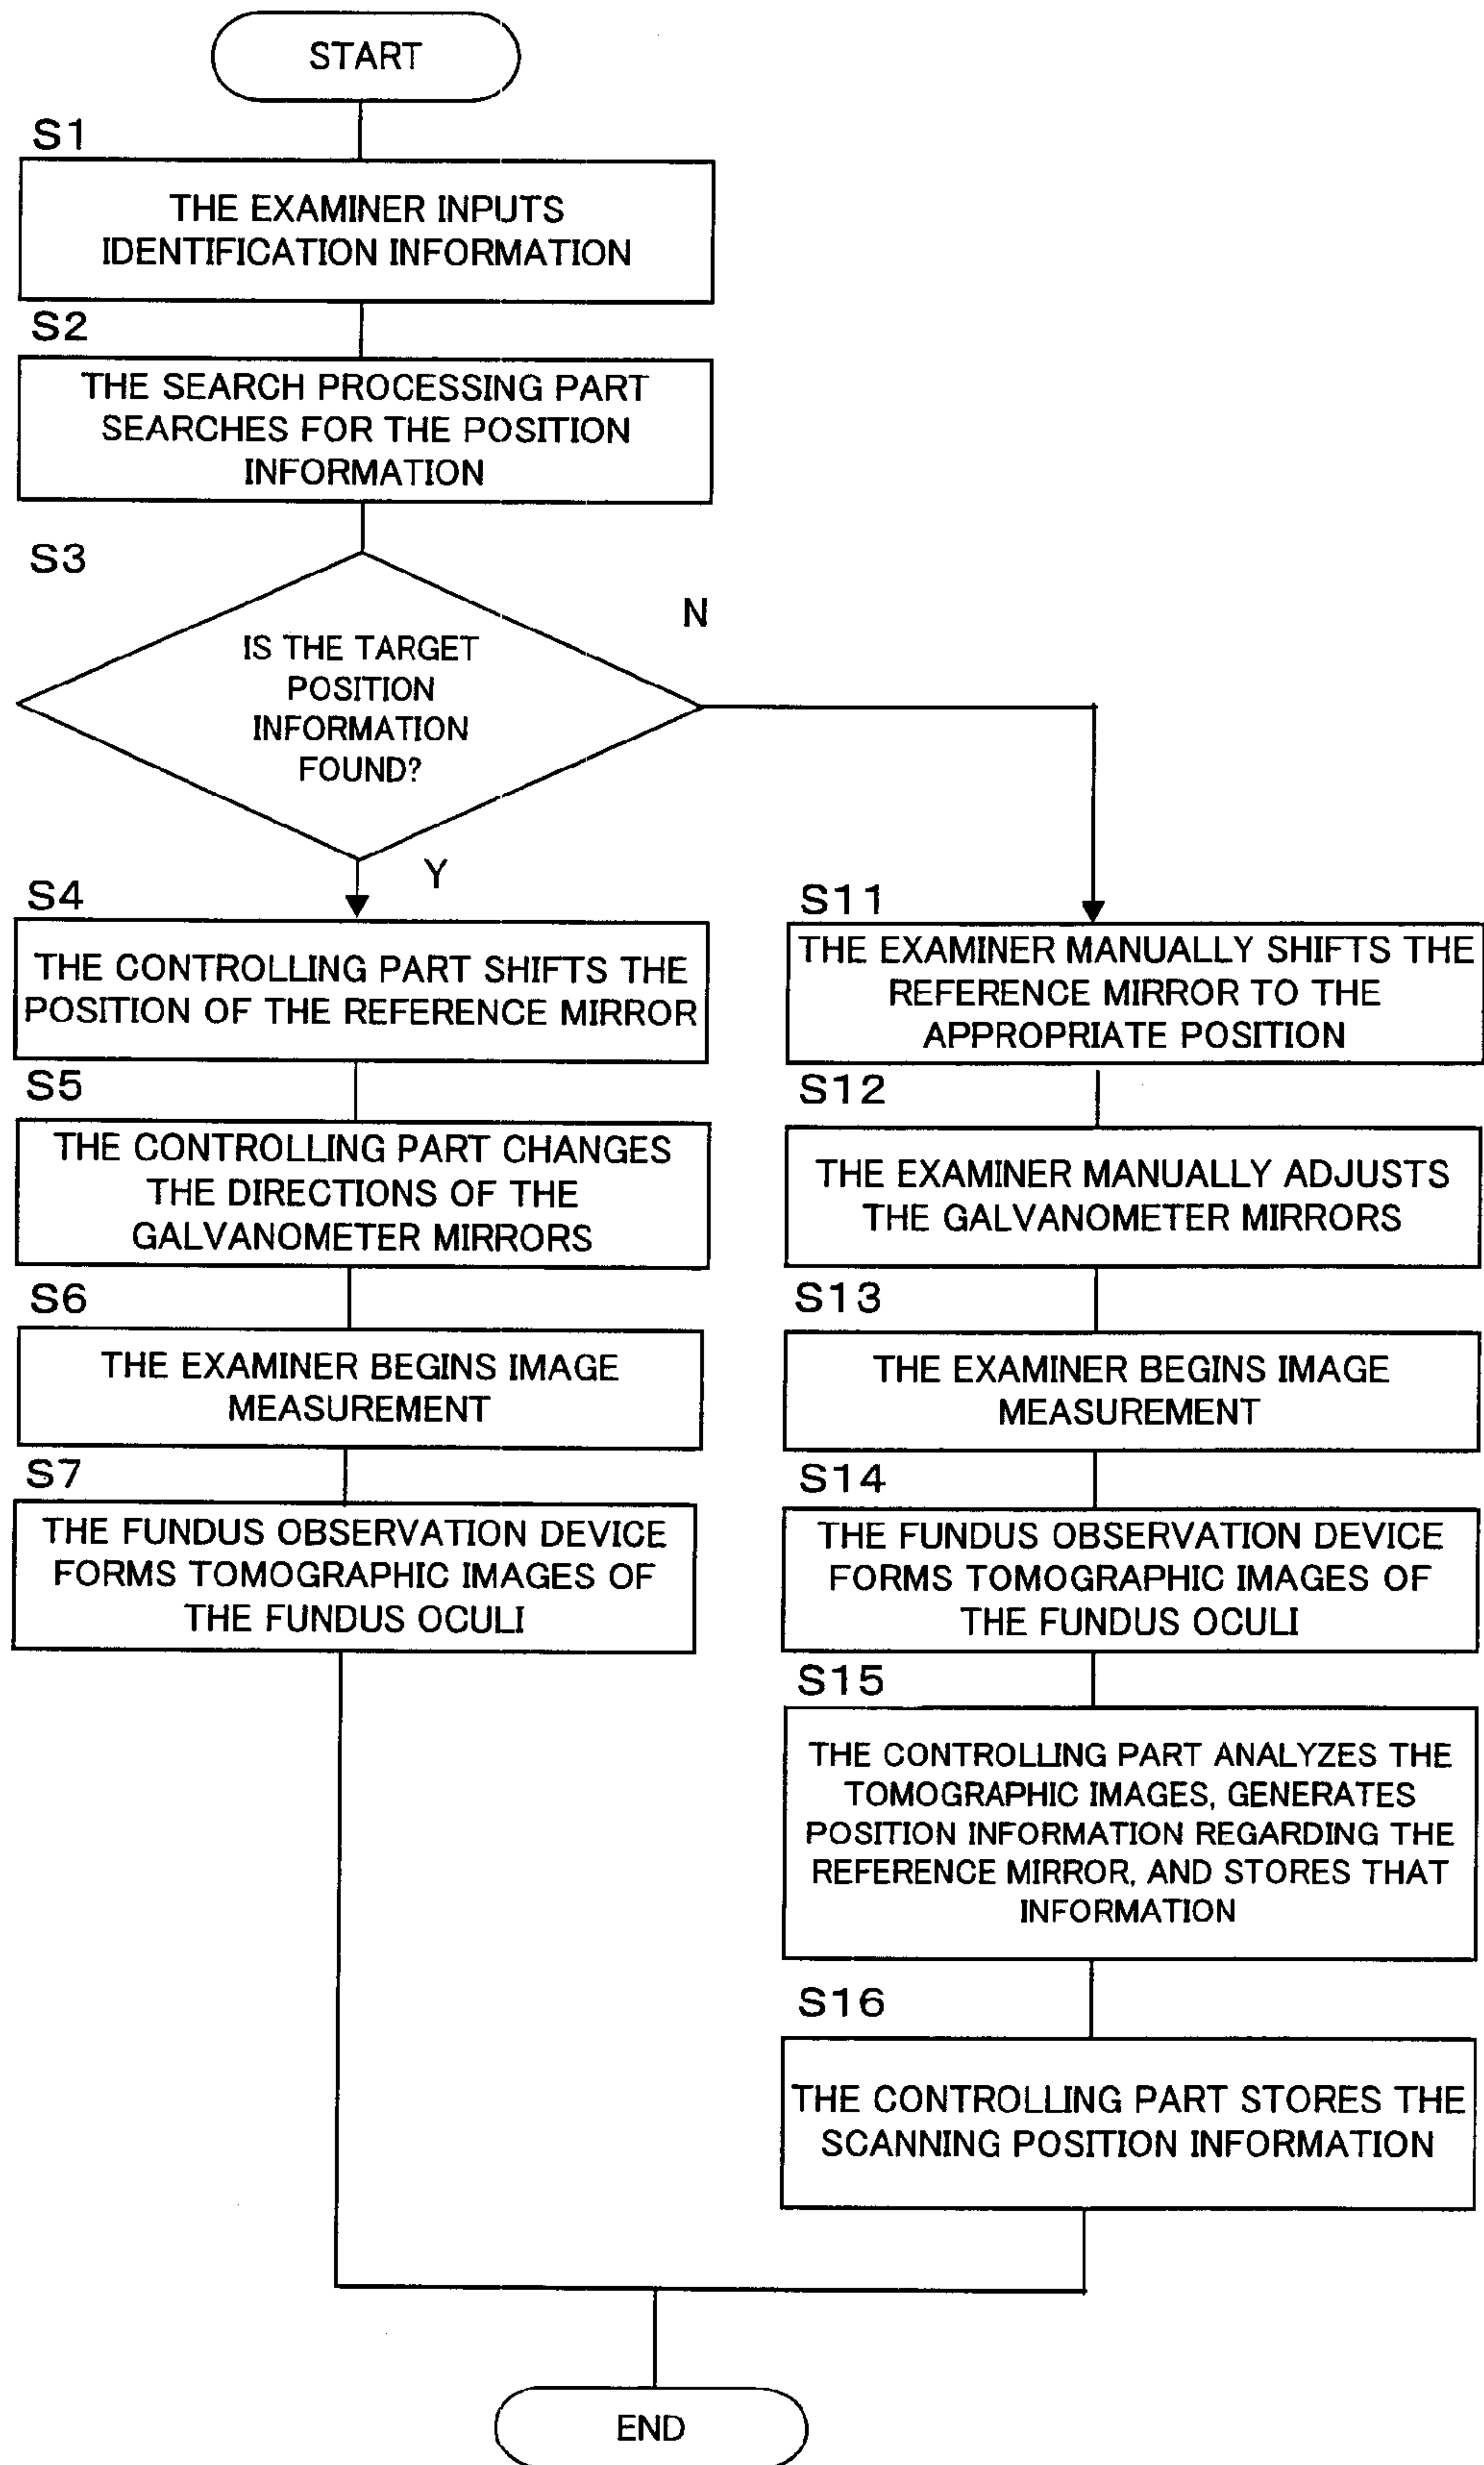 START
S1
THE EXAMINER INPUTS
IDENTIFICATION INFORMATION
S2
THE SEARCH PROCESSING PART
SEARCHES FOR THE POSITION
INFORMATION
S3
IS THE TARGET
POSITION
INFORMATION
FOUND?
N
Y
S4
THE CONTROLLING PART SHIFTS THE
POSITION OF THE REFERENCE MIRROR
S5
THE CONTROLLING PART CHANGES
THE DIRECTIONS OF THE
GALVANOMETER MIRRORS
S6
THE EXAMINER BEGINS IMAGE
MEASUREMENT
S7
THE FUNDUS OBSERVATION DEVICE
FORMS TOMOGRAPHIC IMAGES OF
THE FUNDUS OCULI
S11
THE EXAMINER MANUALLY SHIFTS THE
REFERENCE MIRROR TO THE
APPROPRIATE POSITION
S12
THE EXAMINER MANUALLY ADJUSTS
THE GALVANOMETER MIRRORS
S13
THE EXAMINER BEGINS IMAGE
MEASUREMENT
S14
THE FUNDUS OBSERVATION DEVICE
FORMS TOMOGRAPHIC IMAGES OF
THE FUNDUS OCULI
S15
THE CONTROLLING PART ANALYZES THE
TOMOGRAPHIC IMAGES, GENERATES
POSITION INFORMATION REGARDING THE
REFERENCE MIRROR, AND STORES THAT
INFORMATION
S16
THE CONTROLLING PART STORES THE
SCANNING POSITION INFORMATION
END